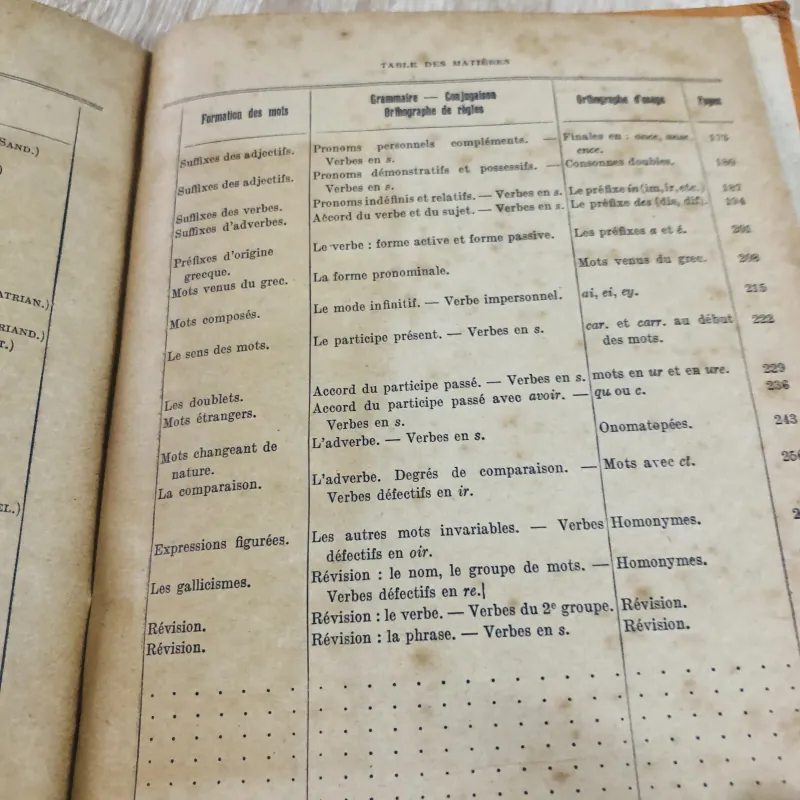 SAND.)
TABLE DES MATIÈRES
Formation des mots
Grammaire — Conjugaison
Orthographe de règles
Orthographe d'usage
Pages
Suffixes des adjectifs.
Pronoms personnels compléments. —
Verbes en s.
Finales en : ance, anse,
ence.
173
Suffixes des adjectifs.
Pronoms démonstratifs et possessifs. —
Verbes en s.
Consonnes doubles.
180
Suffixes des verbes.
Pronoms indéfinis et relatifs. — Verbes en s.
Le préfixe in (im, ir, etc.)
187
Suffixes d'adverbes.
Accord du verbe et du sujet. — Verbes en s.
Le préfixe des (dis, dif).
194
Préfixes d'origine
grecque.
Le verbe : forme active et forme passive.
Les préfixes a et é.
201
Mots venus du grec.
La forme pronominale.
Mots venus du grec.
208
Mots composés.
Le mode infinitif. — Verbe impersonnel.
ai, ei, ey.
215
Le sens des mots.
Le participe présent. — Verbes en s.
car. et carr. au début
des mots.
222
Les doublets.
Accord du participe passé. — Verbes en s.
mots en ur et en ure.
229
Mots étrangers.
Accord du participe passé avec avoir. —
Verbes en s.
qu ou c.
236
Mots changeant de
nature.
L'adverbe. — Verbes en s.
Onomatopées.
243
La comparaison.
L'adverbe. Degrés de comparaison. —
Verbes défectifs en ir.
Mots avec ct.
Expressions figurées.
Les autres mots invariables. — Verbes
défectifs en oir.
Homonymes.
Les gallicismes.
Révision : le nom, le groupe de mots. —
Verbes défectifs en re.
Homonymes.
Révision.
Révision : le verbe. — Verbes du 2e groupe.
Révision.
Révision.
Révision : la phrase. — Verbes en s.
Révision.
ATRIAN.)
RIAND.)
T.)
EL.)